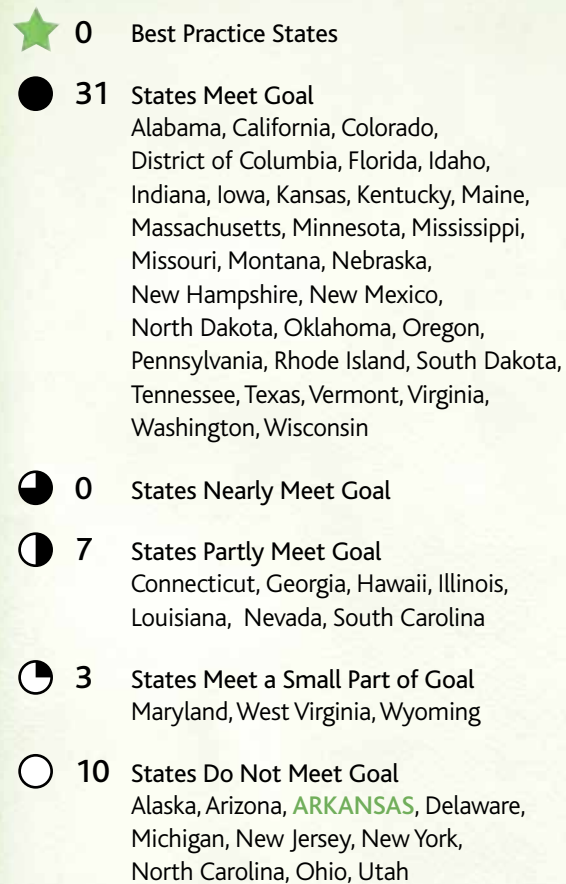 0 Best Practice States
31 States Meet Goal
Alabama, California, Colorado,
District of Columbia, Florida, Idaho,
Indiana, Iowa, Kansas, Kentucky, Maine,
Massachusetts, Minnesota, Mississippi,
Missouri, Montana, Nebraska,
New Hampshire, New Mexico,
North Dakota, Oklahoma, Oregon,
Pennsylvania, Rhode Island, South Dakota,
Tennessee, Texas, Vermont, Virginia,
Washington, Wisconsin
0 States Nearly Meet Goal
7 States Partly Meet Goal
Connecticut, Georgia, Hawaii, Illinois,
Louisiana, Nevada, South Carolina
3 States Meet a Small Part of Goal
Maryland, West Virginia, Wyoming
10 States Do Not Meet Goal
Alaska, Arizona, ARKANSAS, Delaware,
Michigan, New Jersey, New York,
North Carolina, Ohio, Utah